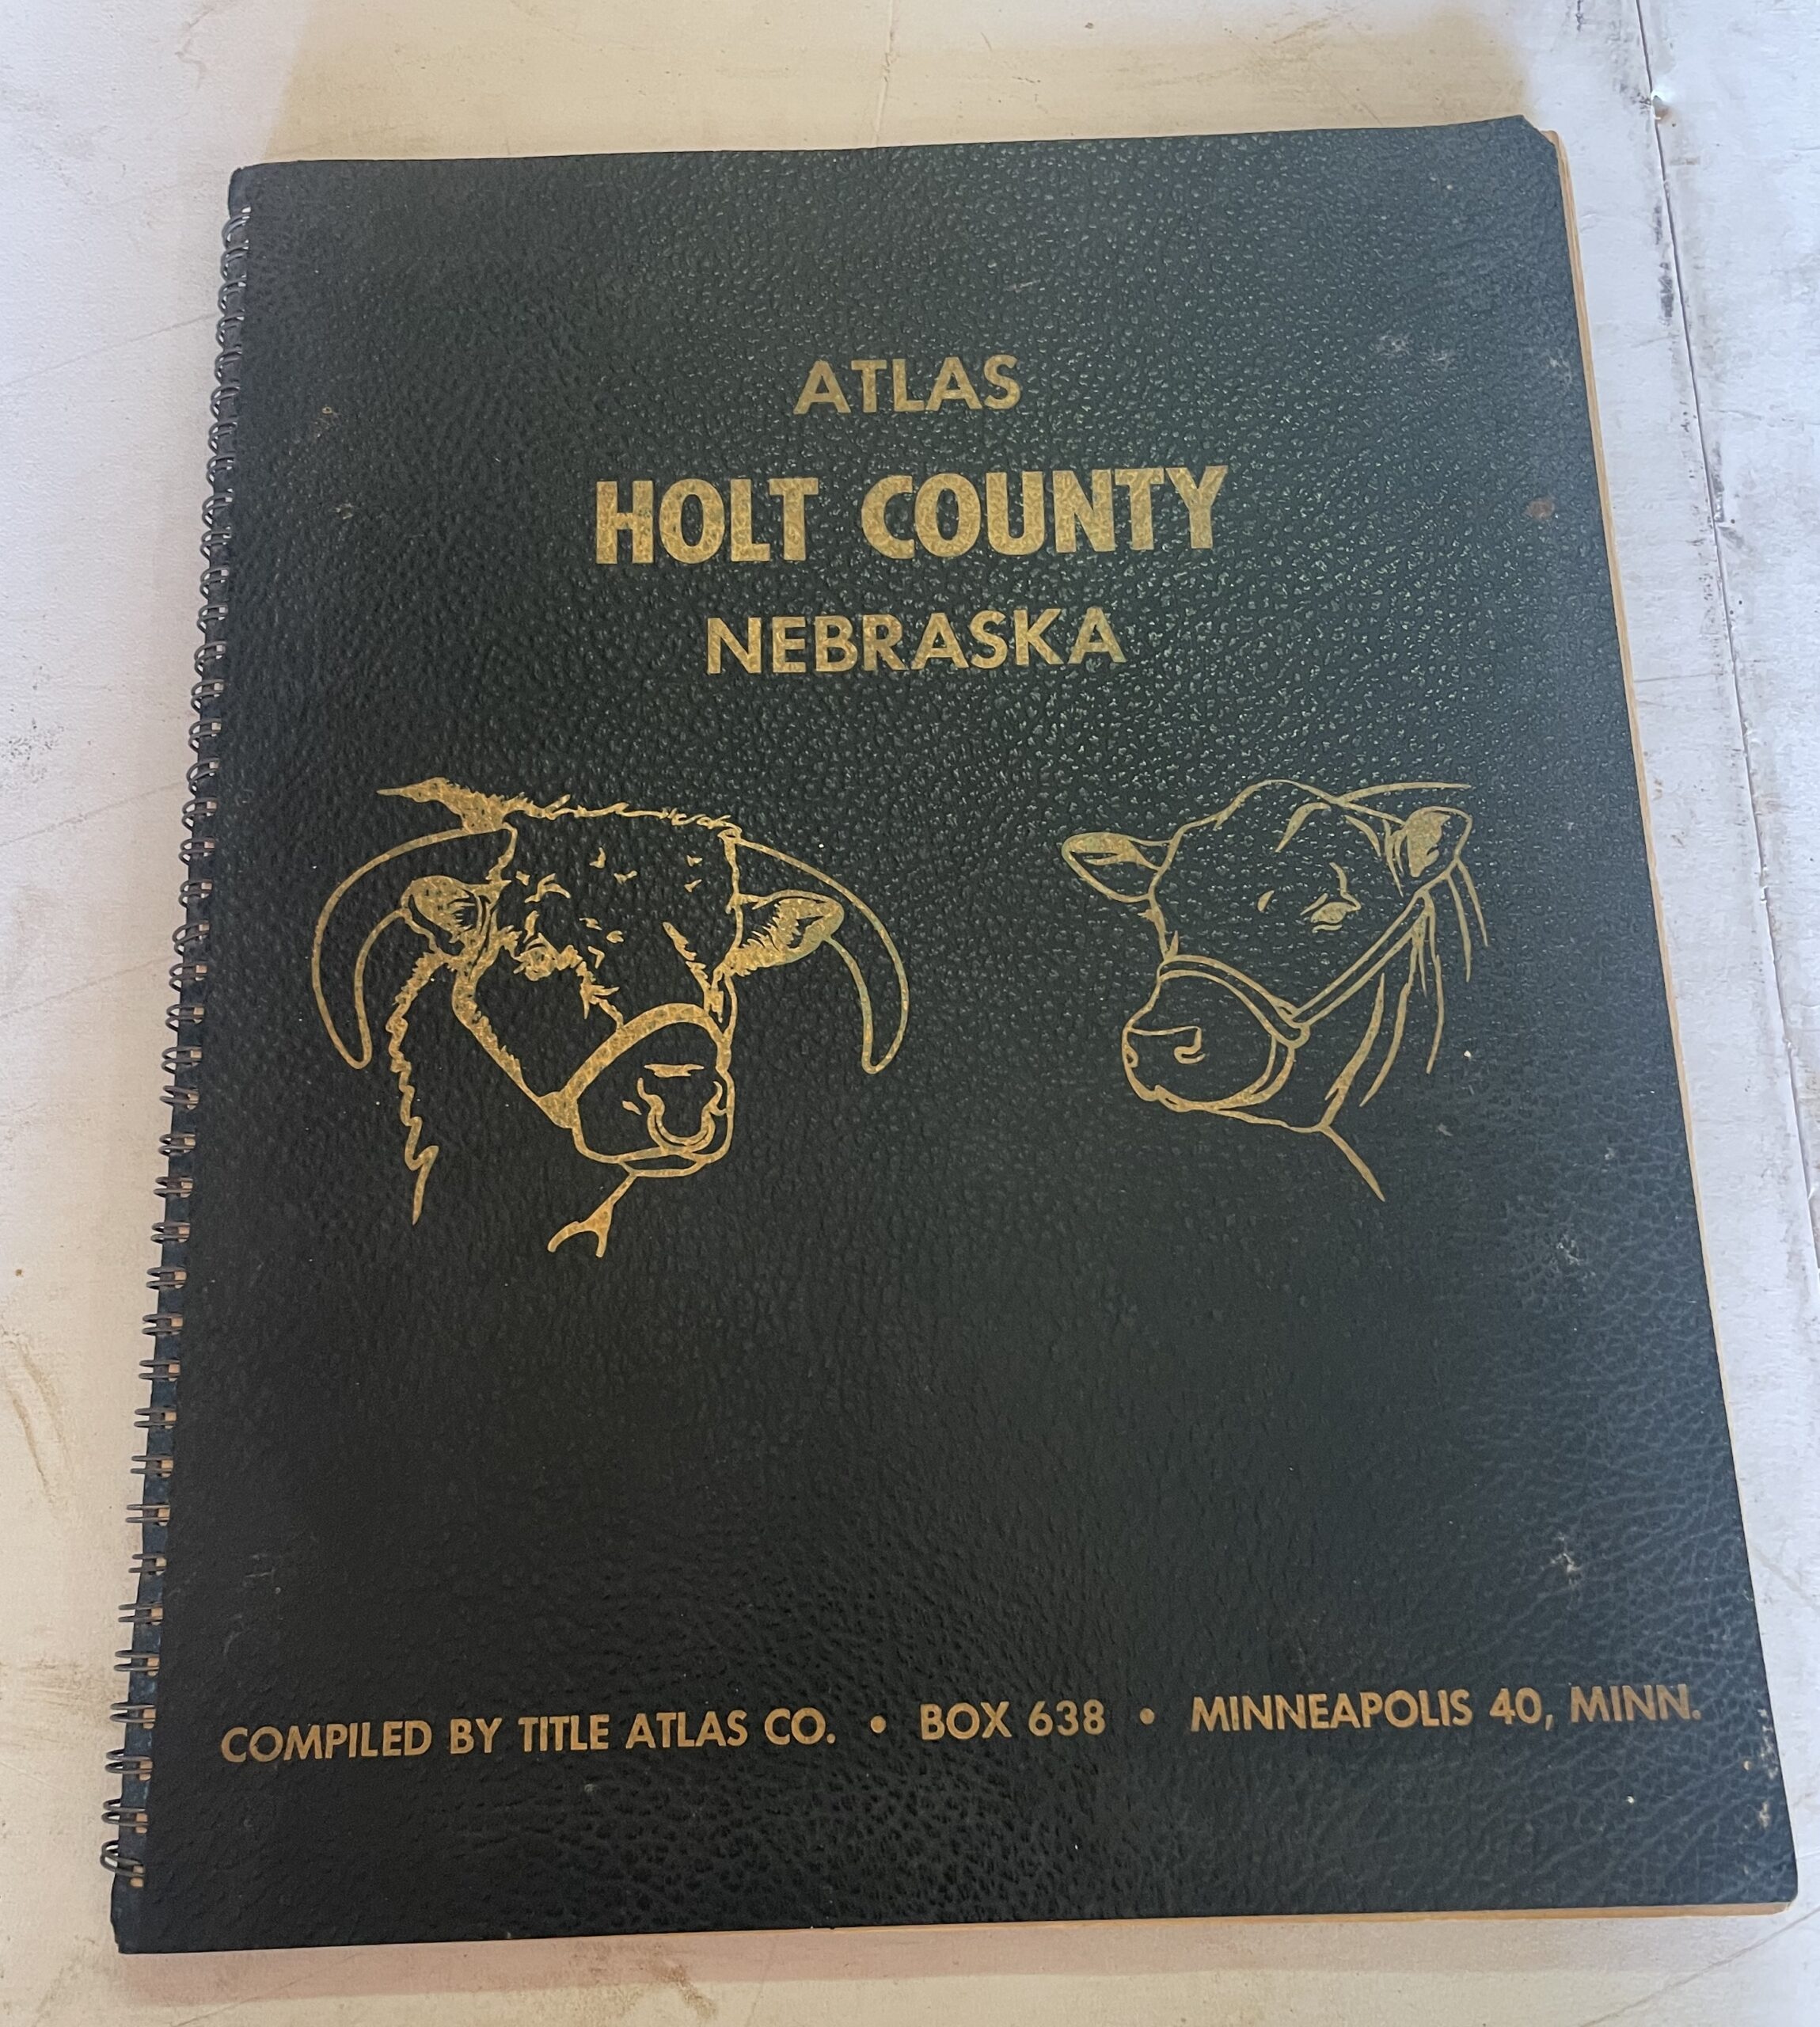 ATLAS
HOLT COUNTY
NEBRASKA
COMPILED BY TITLE ATLAS CO. • BOX 638 • MINNEAPOLIS 40, MINN.